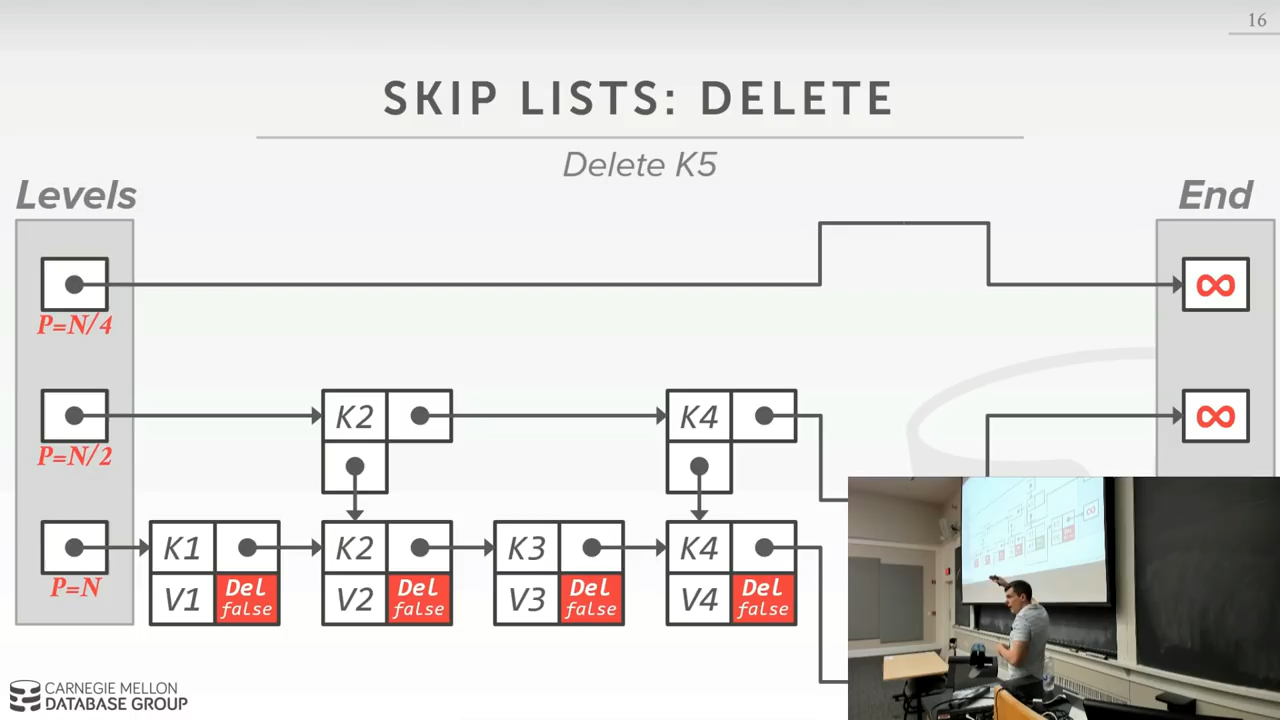 16
SKIP LISTS: DELETE
Delete K5
Levels
End
∞
P=N/4
K2
K4
∞
P=N/2
K1
K2
K3
K4
P=N
V1
Del
false
V2
Del
false
V3
Del
false
V4
Del
false
CARNEGIE MELLON
DATABASE GROUP